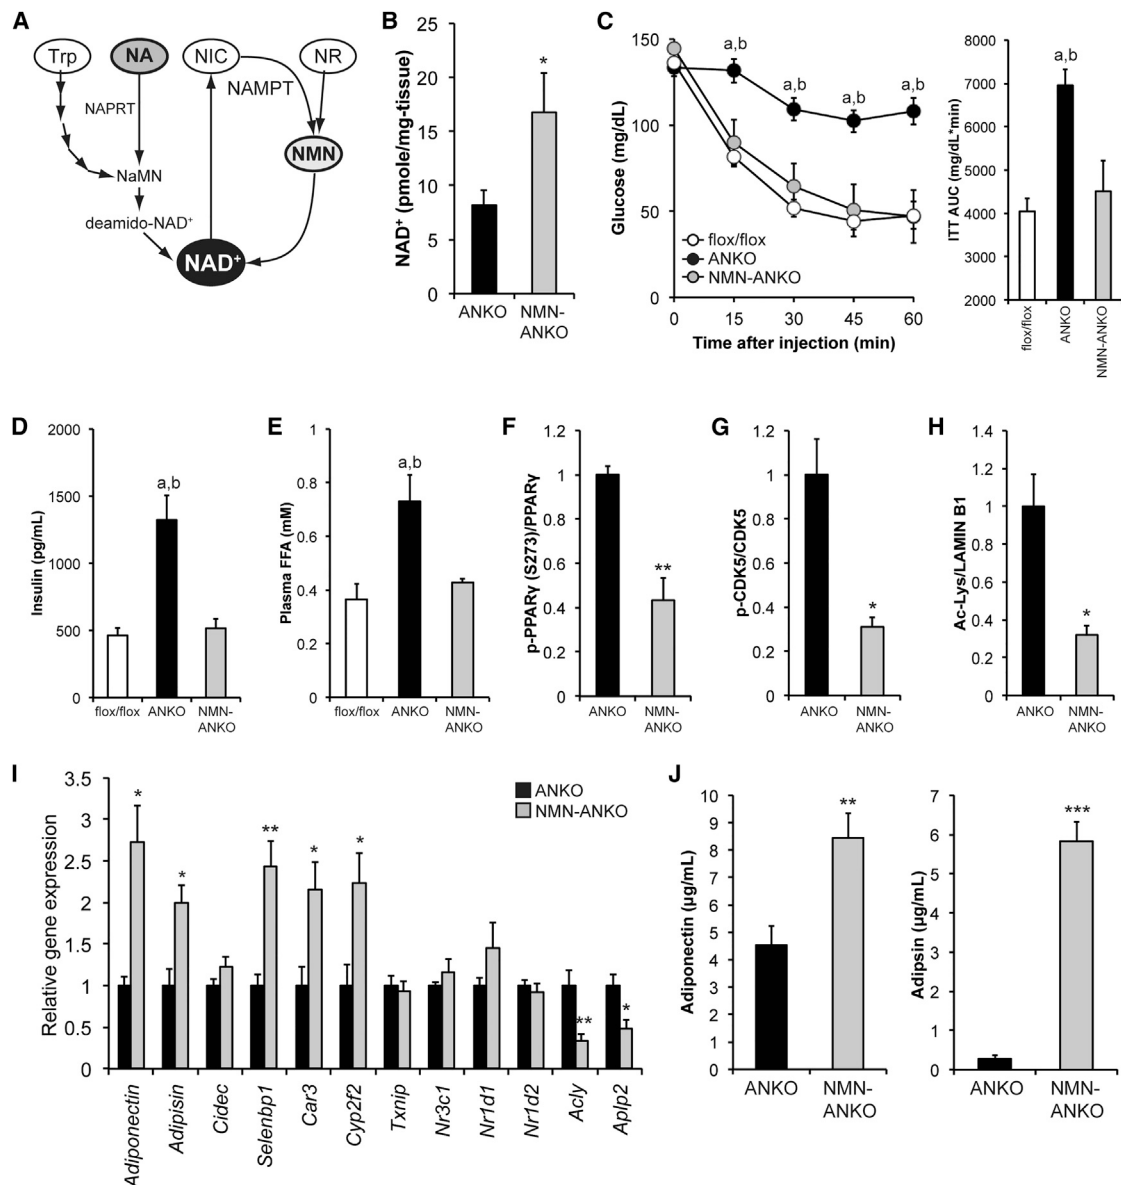 A
Trp
NA
NIC
NR
NAPRT
NAMPT
NMN
NaMN
deamido-NAD⁺
NAD⁺
B
NAD⁺ (pmole/mg-tissue)
25
20
15
10
5
0
*
ANKO
NMN-
ANKO
C
Glucose (mg/dL)
150
100
50
0
a,b
a,b
a,b
a,b
flox/flox
ANKO
NMN-ANKO
0
15
30
45
60
Time after injection (min)
ITT AUC (mg/dL*min)
8000
7000
6000
5000
4000
3000
2000
a,b
flox/flox
ANKO
NMN-ANKO
D
Insulin (pg/mL)
2000
1500
1000
500
0
a,b
flox/flox
ANKO
NMN-
ANKO
E
Plasma FFA (mM)
1
0.8
0.6
0.4
0.2
0
a,b
flox/flox
ANKO
NMN-
ANKO
F
p-PPARγ (S273)/PPARγ
1.2
1
0.8
0.6
0.4
0.2
0
**
ANKO
NMN-
ANKO
G
p-CDK5/CDK5
1.2
1
0.8
0.6
0.4
0.2
0
*
ANKO
NMN-
ANKO
H
Ac-Lys/LAMIN B1
1.4
1.2
1
0.8
0.6
0.4
0.2
0
*
ANKO
NMN-
ANKO
I
Relative gene expression
3.5
3
2.5
2
1.5
1
0.5
0
ANKO
NMN-ANKO
*
*
**
*
*
**
*
Adiponectin
Adipisin
Cidec
Selenbp1
Car3
Cyp2f2
Txnip
Nr3c1
Nr1d1
Nr1d2
Acly
Aplp2
J
Adiponectin (µg/mL)
10
9
8
7
6
5
4
3
2
1
0
**
ANKO
NMN-
ANKO
Adipsin (µg/mL)
7
6
5
4
3
2
1
0
***
ANKO
NMN-
ANKO